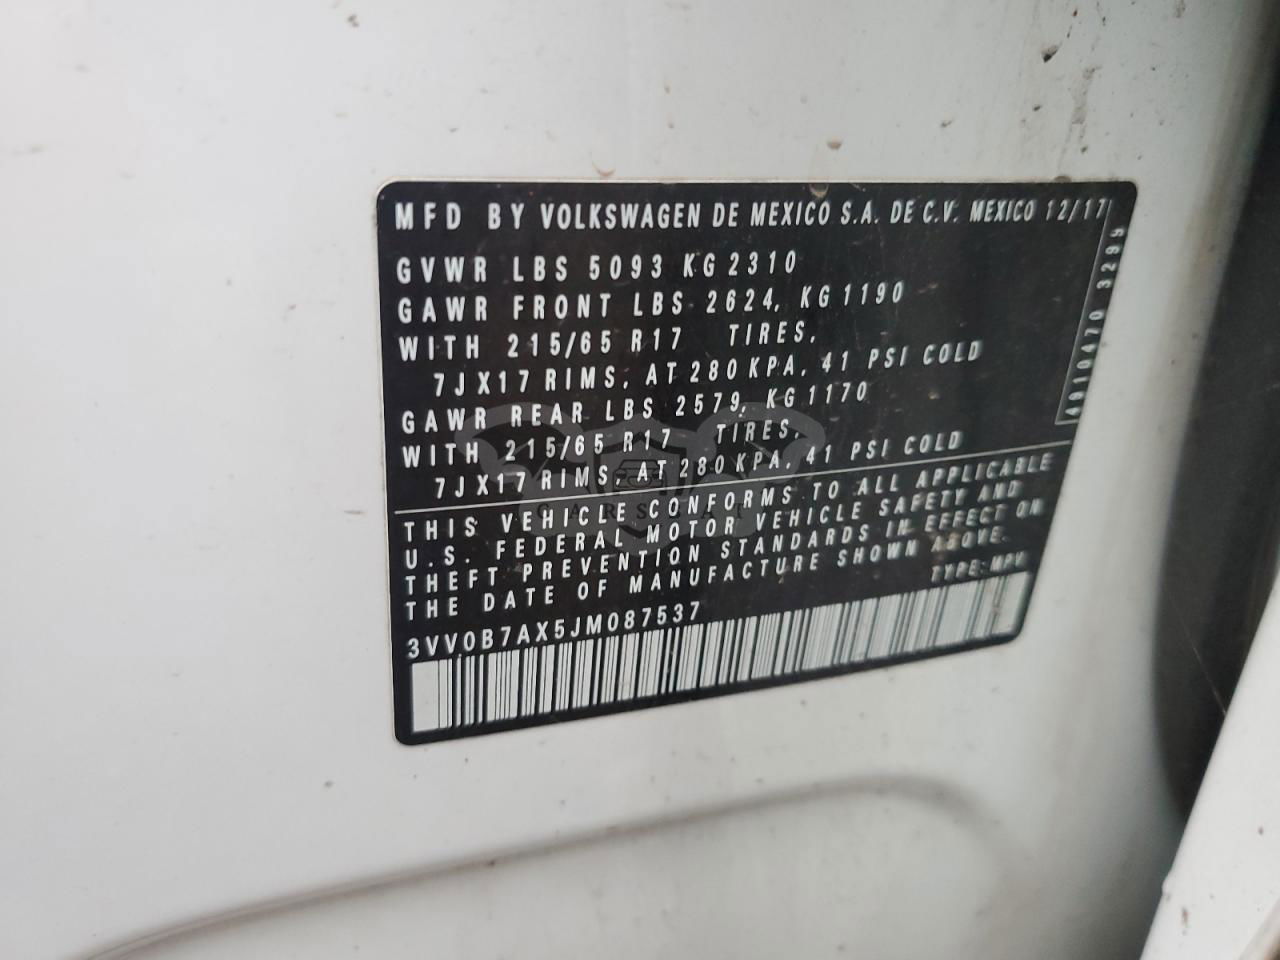 MFD BY VOLKSWAGEN DE MEXICO S.A. DE C.V. MEXICO 12/17
GVWR LBS 5093 KG 2310
GAWR FRONT LBS 2624, KG 1190
WITH 215/65 R17 TIRES,
7JX17 RIMS, AT 280 KPA, 41 PSI COLD
GAWR REAR LBS 2579, KG 1170
WITH 215/65 R17 TIRES,
7JX17 RIMS, AT 280 KPA, 41 PSI COLD
THIS VEHICLE CONFORMS TO ALL APPLICABLE
U.S. FEDERAL MOTOR VEHICLE SAFETY AND
THEFT PREVENTION STANDARDS IN EFFECT ON
THE DATE OF MANUFACTURE SHOWN ABOVE.
TYPE: MPV
3VV0B7AX5JM087537
3299